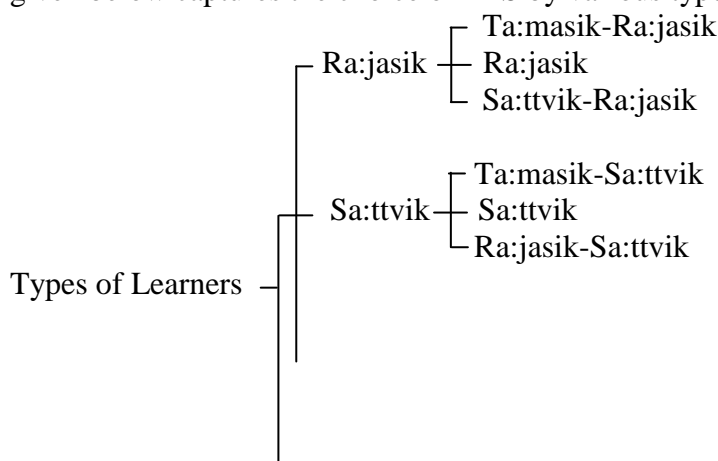 Ta:masik-Ra:jasik
Ra:jasik
Ra:jasik
Sa:ttvik-Ra:jasik
Ta:masik-Sa:ttvik
Sa:ttvik
Sa:ttvik
Ra:jasik-Sa:ttvik
Types of Learners